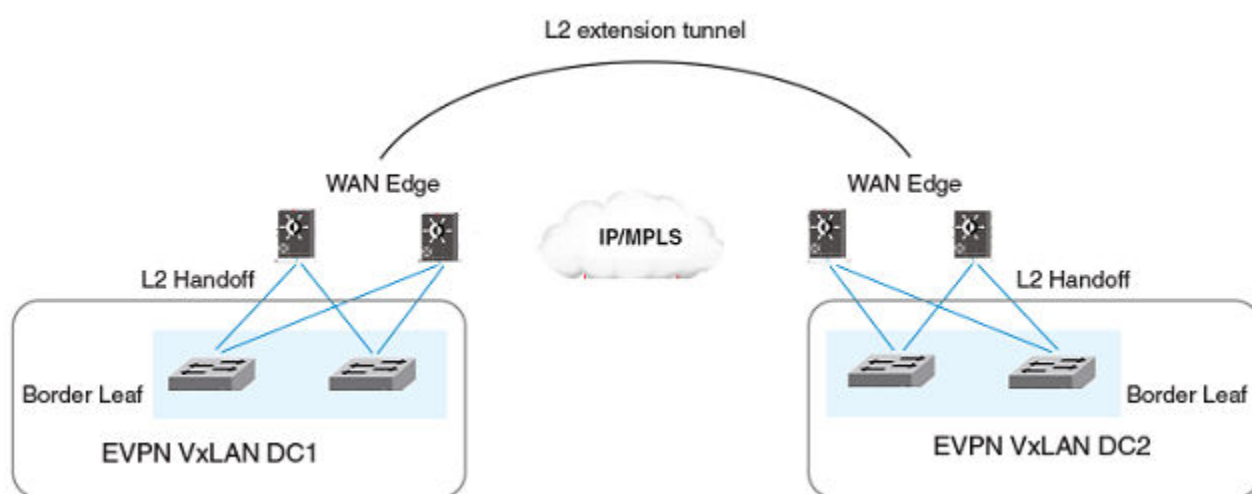 L2 extension tunnel
WAN Edge
WAN Edge
IP/MPLS
L2 Handoff
L2 Handoff
Border Leaf
Border Leaf
EVPN VxLAN DC1
EVPN VxLAN DC2